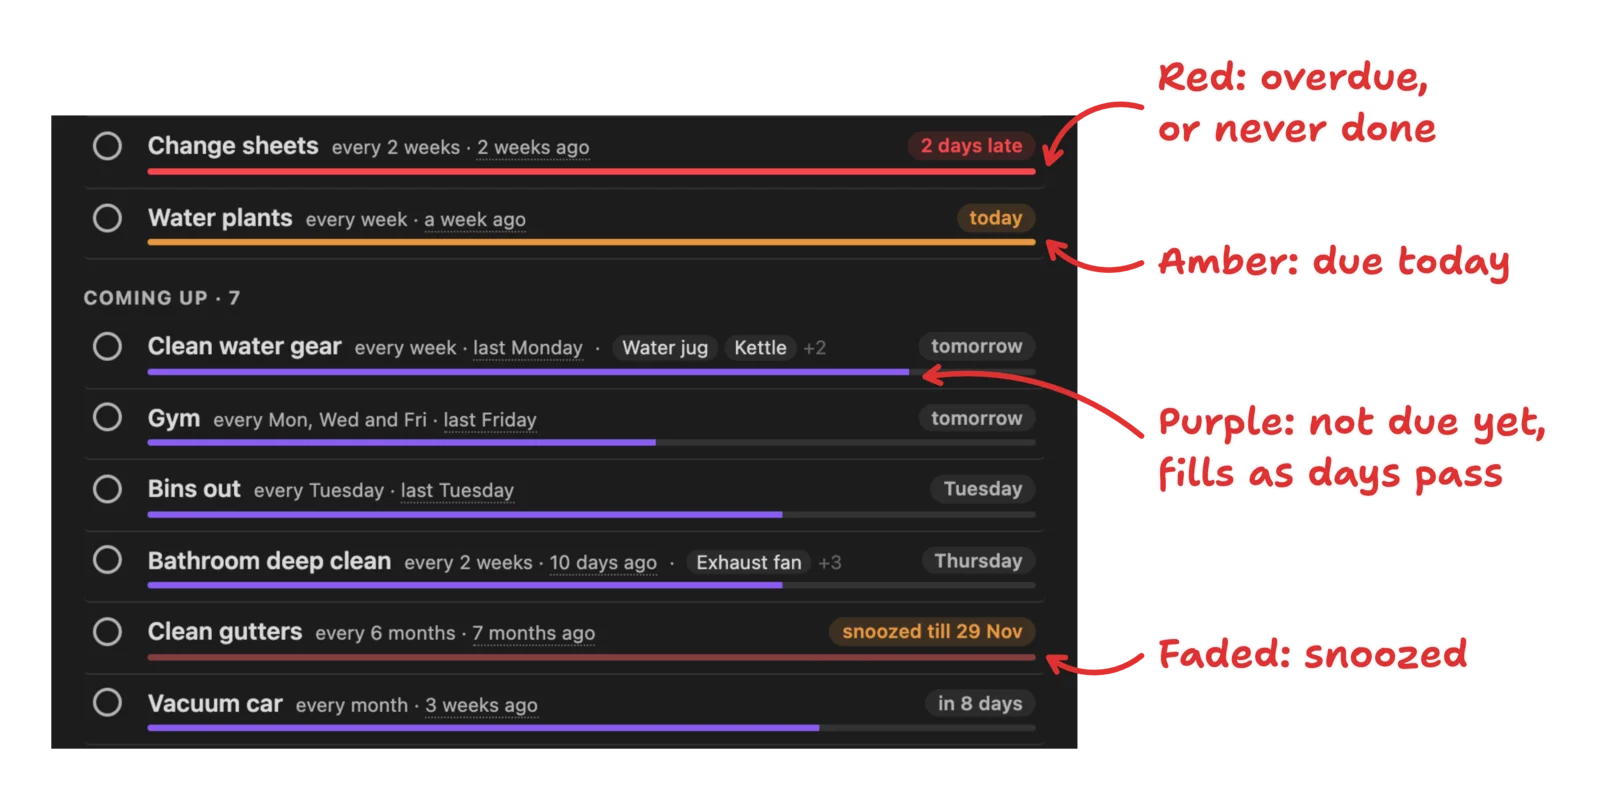 Red: overdue,
or never done
Change sheets every 2 weeks · 2 weeks ago 2 days late
Water plants every week · a week ago today
Amber: due today
COMING UP · 7
Clean water gear every week · last Monday · Water jug Kettle +2 tomorrow
Gym every Mon, Wed and Fri · last Friday tomorrow
Purple: not due yet,
fills as days pass
Bins out every Tuesday · last Tuesday Tuesday
Bathroom deep clean every 2 weeks · 10 days ago · Exhaust fan +3 Thursday
Clean gutters every 6 months · 7 months ago snoozed till 29 Nov
Faded: snoozed
Vacuum car every month · 3 weeks ago in 8 days